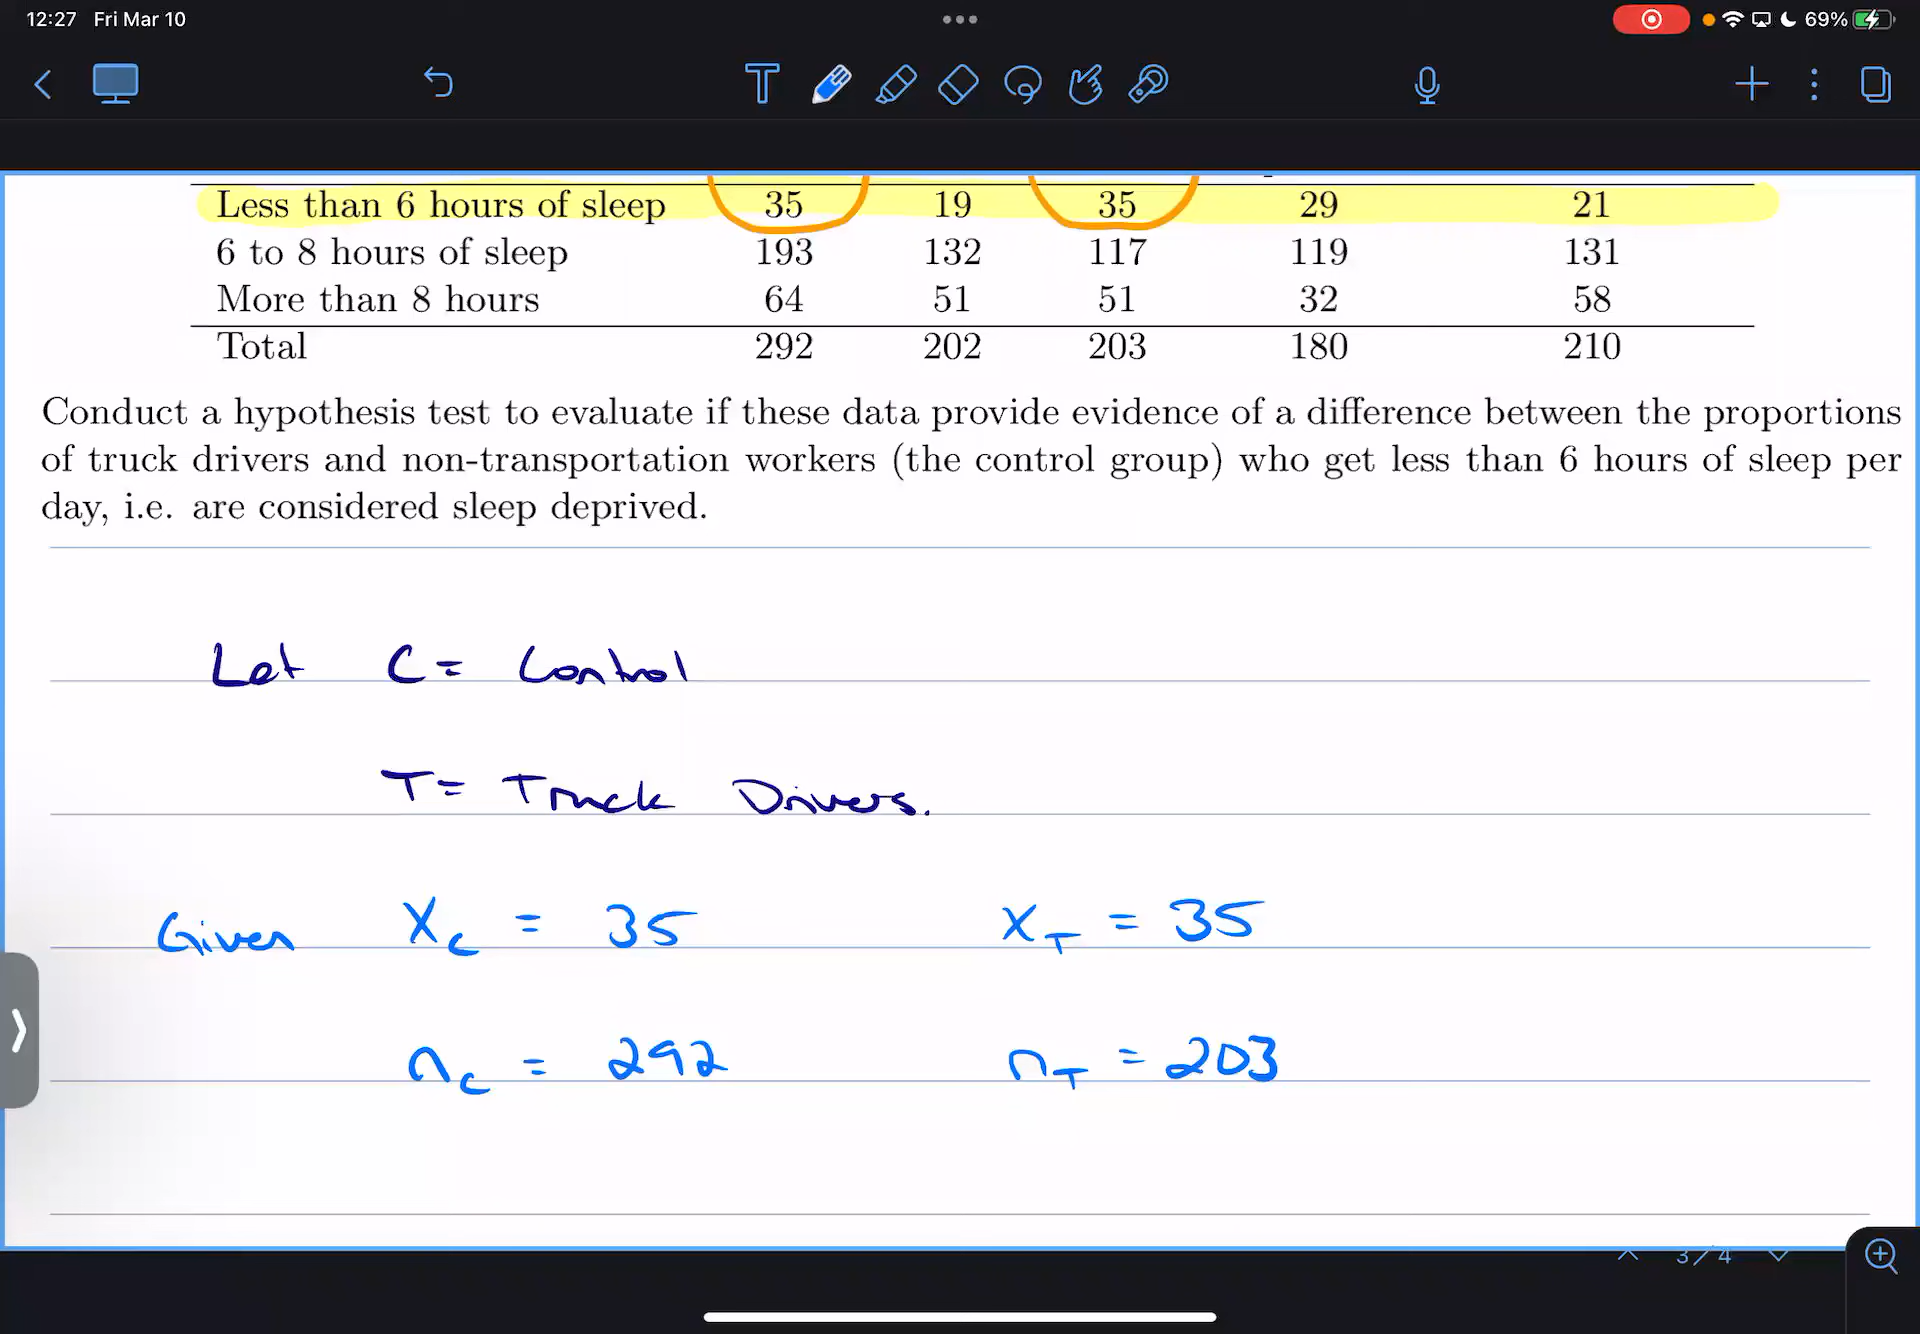 12:27 Fri Mar 10 69%
Less than 6 hours of sleep 35 19 35 29 21
6 to 8 hours of sleep 193 132 117 119 131
More than 8 hours 64 51 51 32 58
Total 292 202 203 180 210
Conduct a hypothesis test to evaluate if these data provide evidence of a difference between the proportions
of truck drivers and non-transportation workers (the control group) who get less than 6 hours of sleep per
day, i.e. are considered sleep deprived.
Let C = Control
T = Truck Drivers.
Given X_C = 35 X_T = 35
n_C = 292 n_T = 203
3 / 4